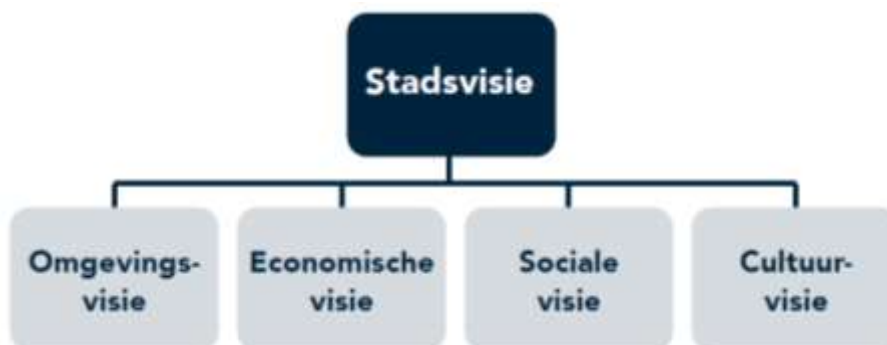 Stadsvisie
Omgevings-
visie
Economische
visie
Sociale
visie
Cultuur-
visie